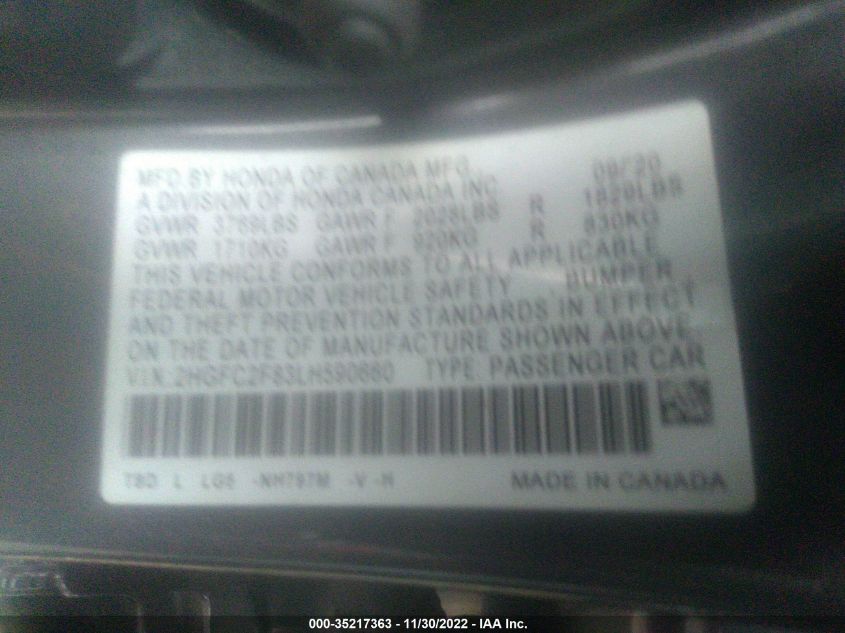 MFD. BY HONDA OF CANADA MFG., 09/20
A DIVISION OF HONDA CANADA INC.
GVWR 3769LBS GAWR F 2028LBS R 1829LBS
GVWR 1710KG GAWR F 920KG R 830KG
THIS VEHICLE CONFORMS TO ALL APPLICABLE
FEDERAL MOTOR VEHICLE SAFETY BUMPER
AND THEFT PREVENTION STANDARDS IN EFFECT
ON THE DATE OF MANUFACTURE SHOWN ABOVE.
V.I.N. 2HGFC2F83LH590660 TYPE: PASSENGER CAR
L -NH797M -V -H MADE IN CANADA
000-35217363 - 11/30/2022 - IAA Inc.